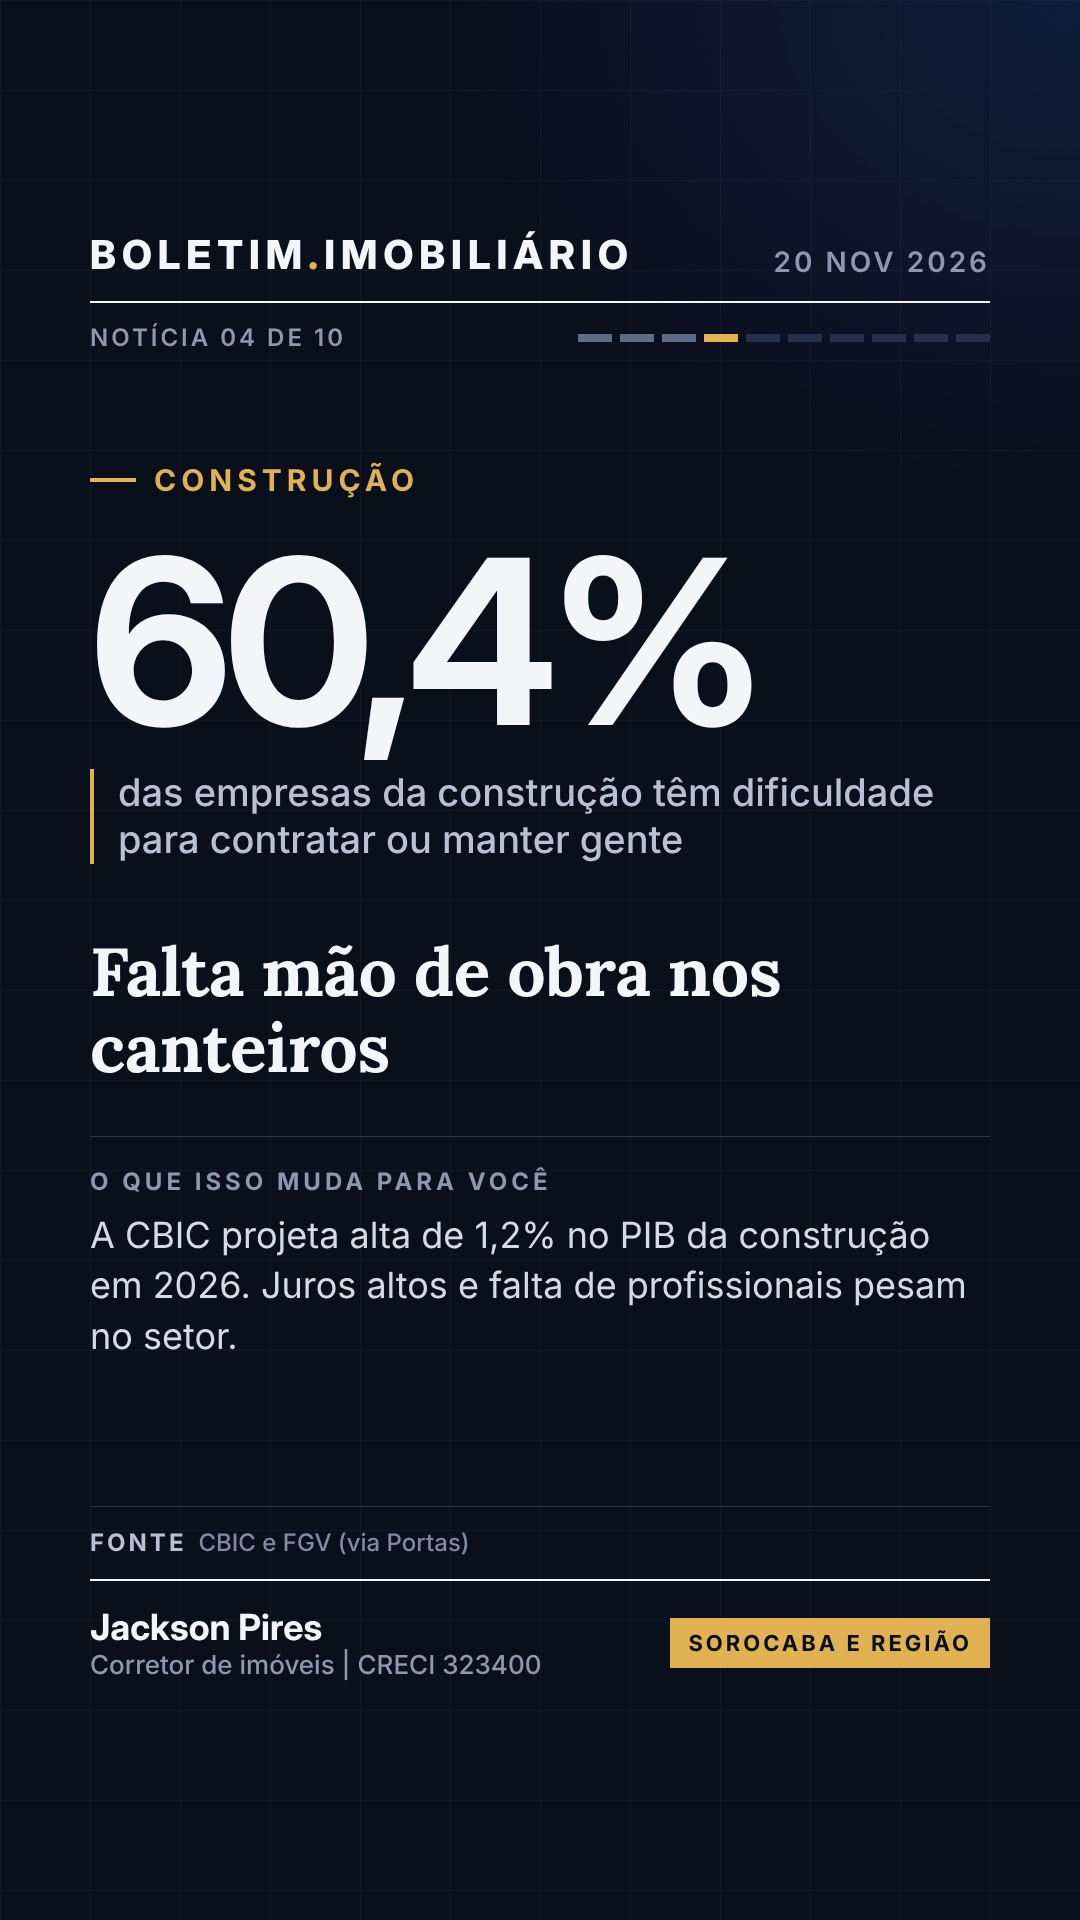 BOLETIM.IMOBILIÁRIO
20 NOV 2026
NOTÍCIA 04 DE 10
CONSTRUÇÃO
60,4%
das empresas da construção têm dificuldade
para contratar ou manter gente
Falta mão de obra nos
canteiros
O QUE ISSO MUDA PARA VOCÊ
A CBIC projeta alta de 1,2% no PIB da construção
em 2026. Juros altos e falta de profissionais pesam
no setor.
FONTE CBIC e FGV (via Portas)
Jackson Pires
Corretor de imóveis | CRECI 323400
SOROCABA E REGIÃO